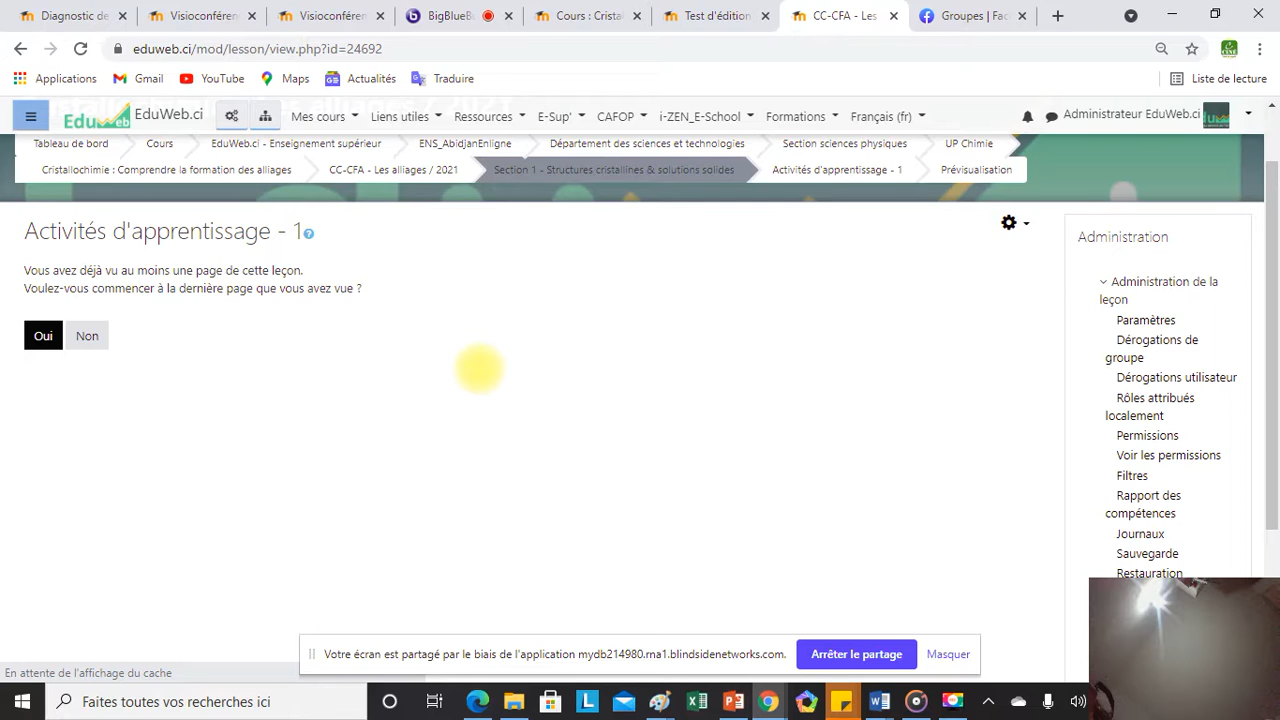 Diagnostic de
Visioconféren
Visioconféren
BigBlueBu
Cours : Crista
Test d'édition
CC-CFA - Les
Groupes | Fac
eduweb.ci/mod/lesson/view.php?id=24692
Applications
Gmail
YouTube
Maps
Actualités
Traduire
Liste de lecture
EduWeb.ci
Mes cours
Liens utiles
Ressources
E-Sup'
CAFOP
i-ZEN_E-School
Formations
Français (fr)
Administrateur EduWeb.ci
Tableau de bord
Cours
EduWeb.ci - Enseignement supérieur
ENS_AbidjanEnligne
Département des sciences et technologies
Section sciences physiques
UP Chimie
Cristallochimie : Comprendre la formation des alliages
CC-CFA - Les alliages / 2021
Section 1 - Structures cristallines & solutions solides
Activités d'apprentissage - 1
Prévisualisation
Activités d'apprentissage - 1
Vous avez déjà vu au moins une page de cette leçon.
Voulez-vous commencer à la dernière page que vous avez vue ?
Oui
Non
Administration
Administration de la
leçon
Paramètres
Dérogations de
groupe
Dérogations utilisateur
Rôles attribués
localement
Permissions
Voir les permissions
Filtres
Rapport des
compétences
Journaux
Sauvegarde
Restauration
Votre écran est partagé par le biais de l'application mydb214980.rna1.blindsidenetworks.com.
Arrêter le partage
Masquer
En attente de l'affichage du cache
Faites toutes vos recherches ici